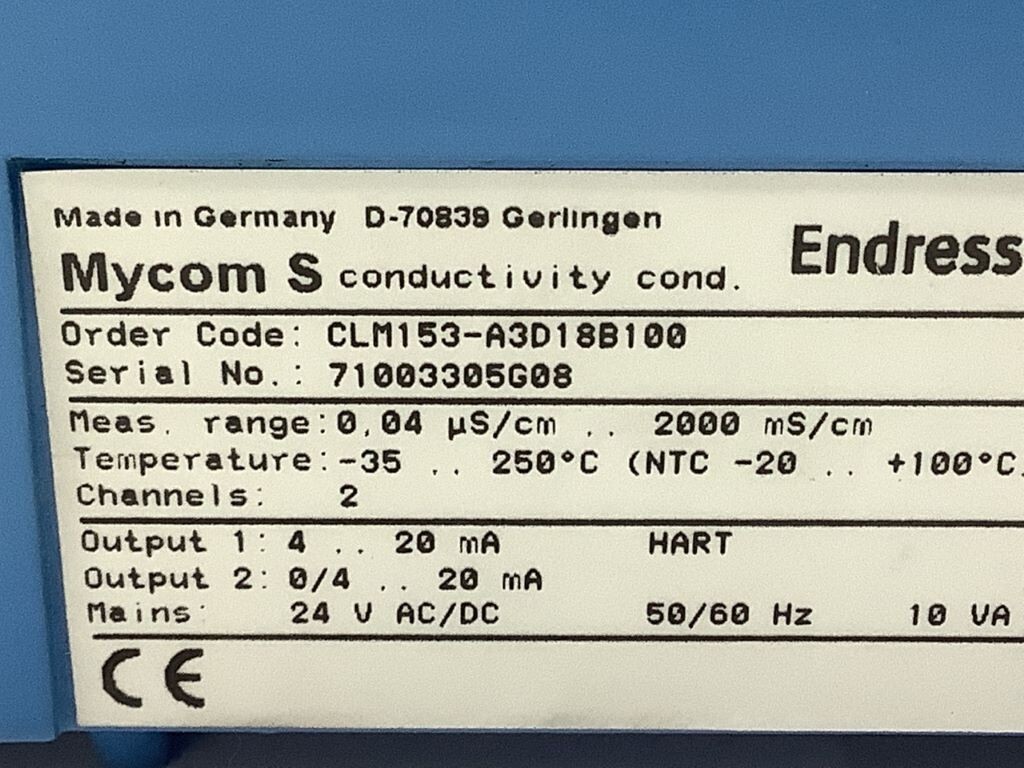 Made in Germany D-70839 Gerlingen
Mycom S conductivity cond.
Endress
Order Code: CLM153-A3D18B100
Serial No.: 71003305G08
Meas. range: 0,04 µS/cm .. 2000 mS/cm
Temperature: -35 .. 250°C (NTC -20 .. +100°C
Channels: 2
Output 1: 4 .. 20 mA HART
Output 2: 0/4 .. 20 mA
Mains: 24 V AC/DC 50/60 Hz 10 VA
CE